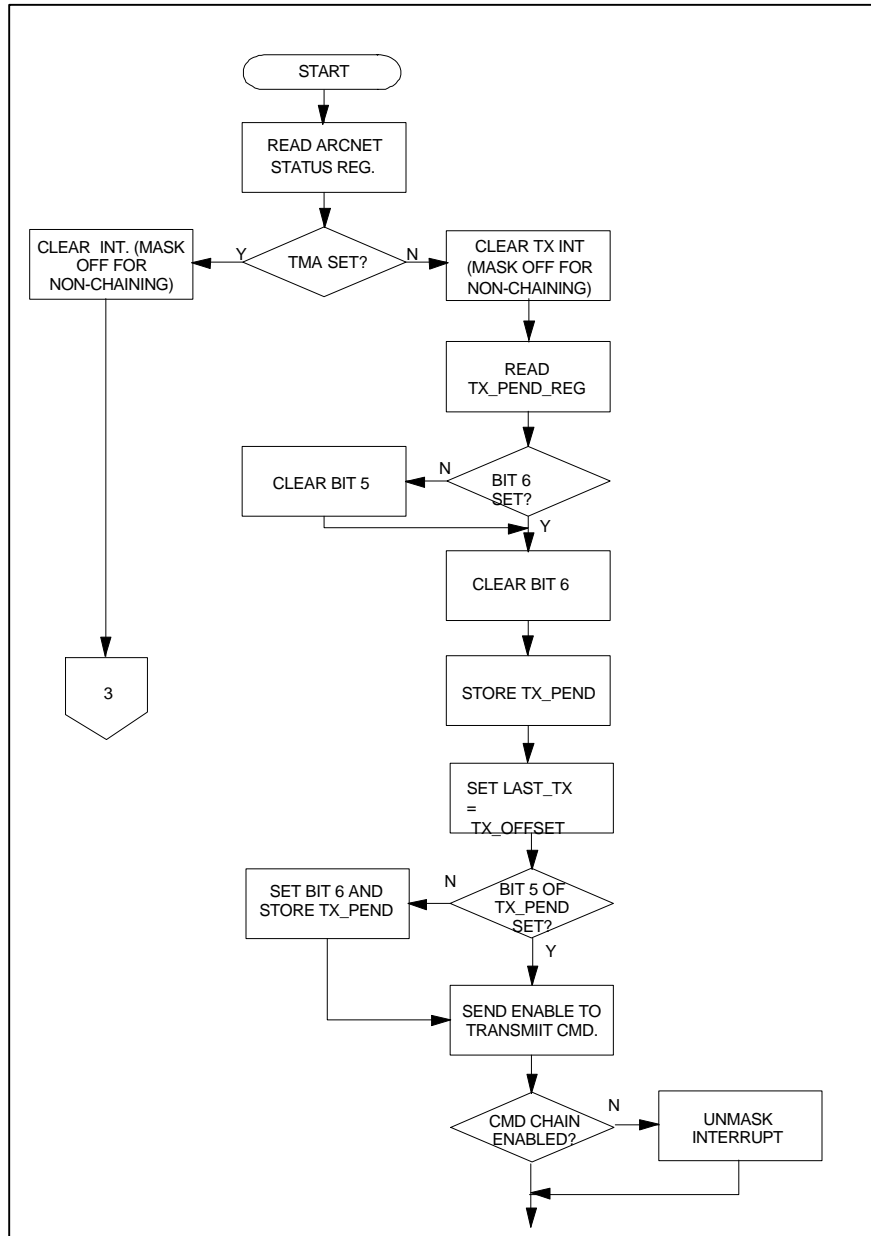 START
READ ARCNET
STATUS REG.
TMA SET?
Y
N
CLEAR INT. (MASK
OFF FOR
NON-CHAINING)
CLEAR TX INT
(MASK OFF FOR
NON-CHAINING)
READ
TX_PEND_REG
BIT 6
SET?
N
Y
CLEAR BIT 5
CLEAR BIT 6
3
STORE TX_PEND
SET LAST_TX
=
TX_OFFSET
BIT 5 OF
TX_PEND
SET?
N
Y
SET BIT 6 AND
STORE TX_PEND
SEND ENABLE TO
TRANSMIIT CMD.
CMD CHAIN
ENABLED?
N
UNMASK
INTERRUPT